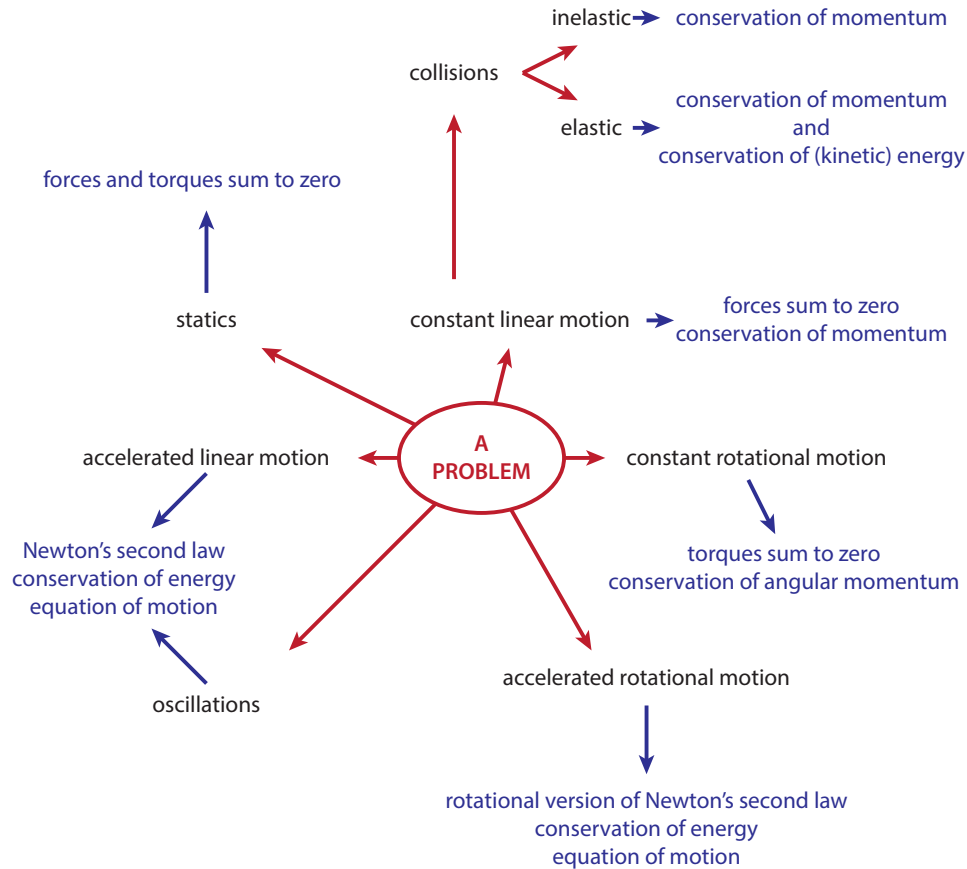 inelastic
conservation of momentum
collisions
elastic
conservation of momentum
and
conservation of (kinetic) energy
forces and torques sum to zero
statics
constant linear motion
forces sum to zero
conservation of momentum
A
PROBLEM
accelerated linear motion
constant rotational motion
Newton’s second law
conservation of energy
equation of motion
torques sum to zero
conservation of angular momentum
oscillations
accelerated rotational motion
rotational version of Newton’s second law
conservation of energy
equation of motion